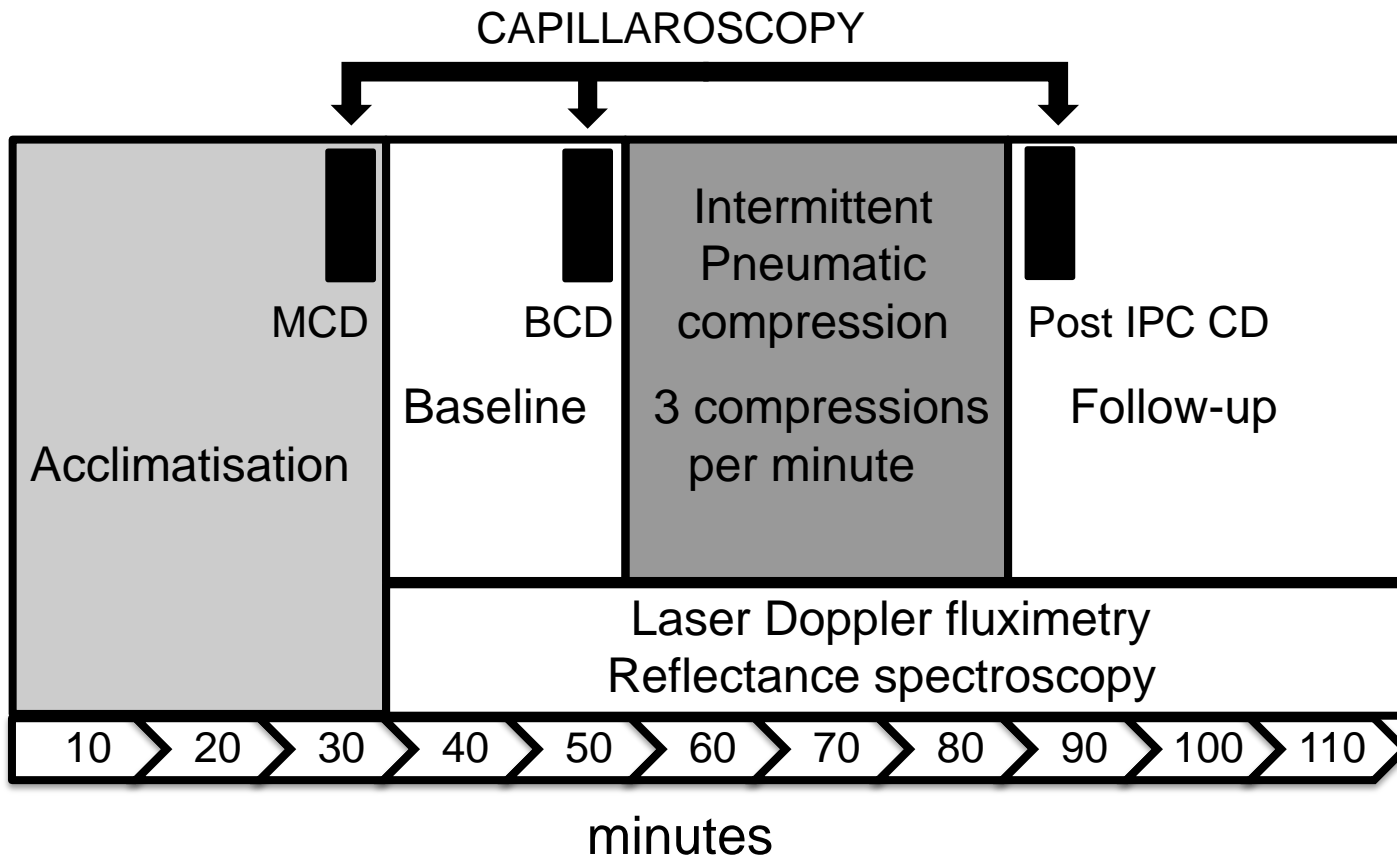 CAPILLAROSCOPY
MCD
BCD
Intermittent
Pneumatic
compression
3 compressions
per minute
Post IPC CD
Acclimatisation
Baseline
Follow-up
Laser Doppler fluximetry
Reflectance spectroscopy
10 20 30 40 50 60 70 80 90 100 110
minutes